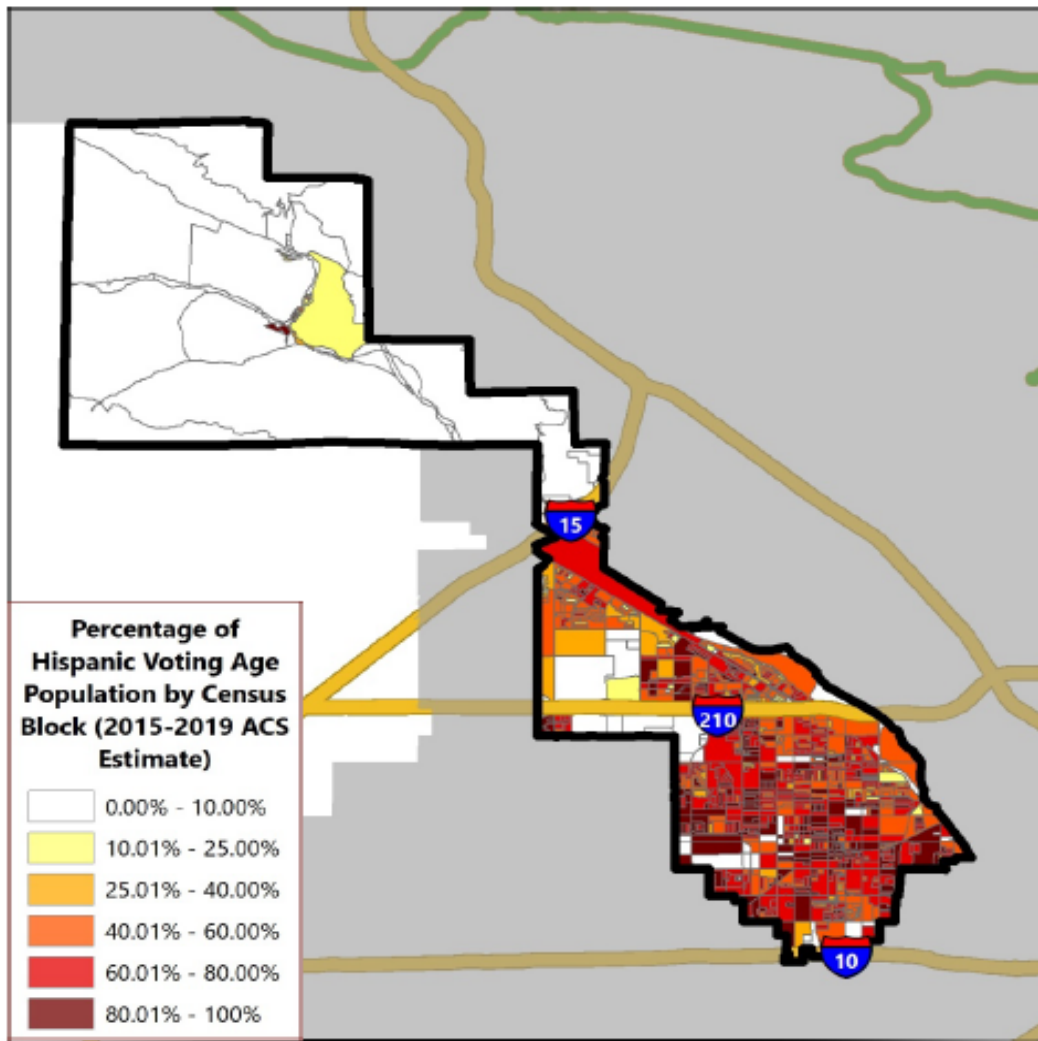 15
210
10
Percentage of
Hispanic Voting Age
Population by Census
Block (2015-2019 ACS
Estimate)
0.00% - 10.00%
10.01% - 25.00%
25.01% - 40.00%
40.01% - 60.00%
60.01% - 80.00%
80.01% - 100%